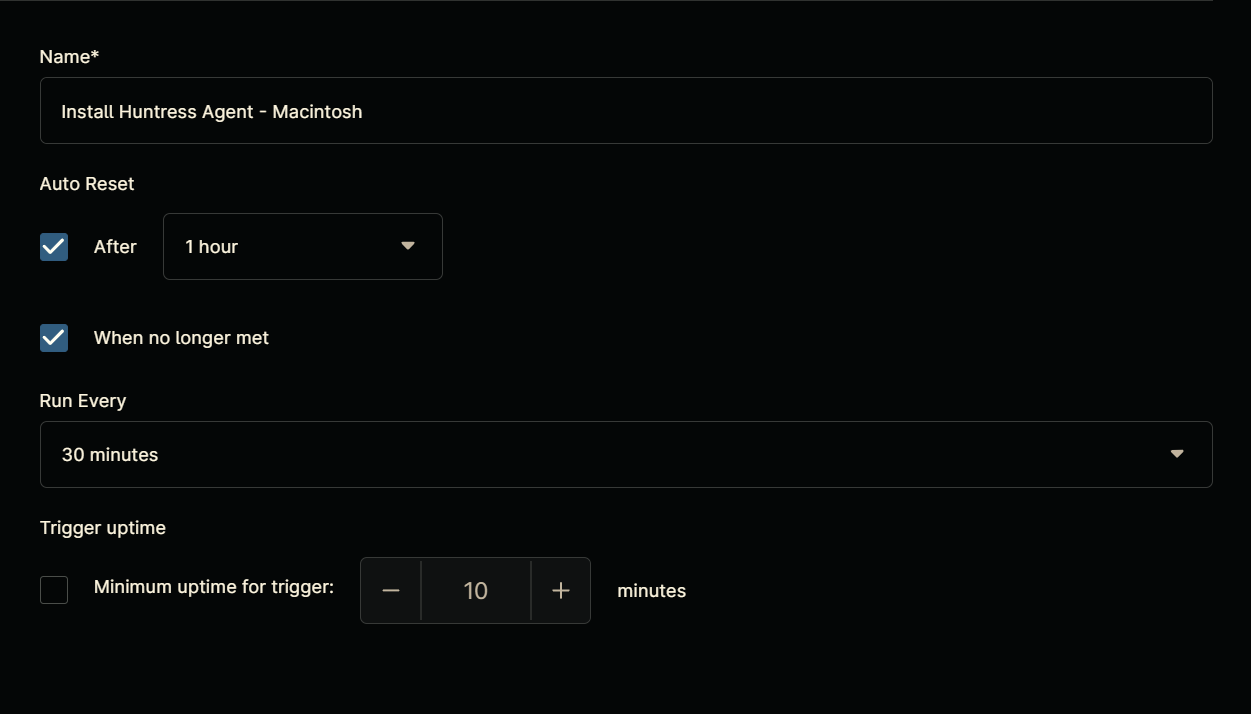 Name*
Install Huntress Agent - Macintosh
Auto Reset
After 1 hour
When no longer met
Run Every
30 minutes
Trigger uptime
Minimum uptime for trigger: − 10 + minutes